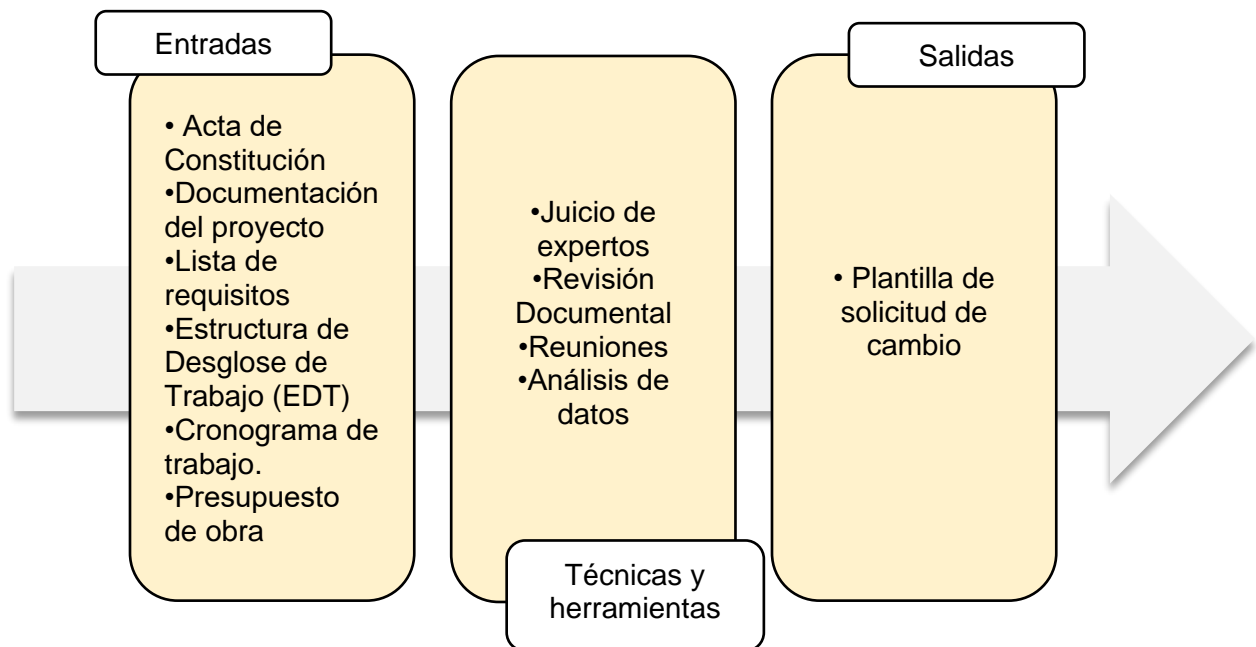 Entradas
• Acta de
Constitución
•Documentación
del proyecto
•Lista de
requisitos
•Estructura de
Desglose de
Trabajo (EDT)
•Cronograma de
trabajo.
•Presupuesto
de obra
•Juicio de
expertos
•Revisión
Documental
•Reuniones
•Análisis de
datos
Técnicas y
herramientas
Salidas
• Plantilla de
solicitud de
cambio